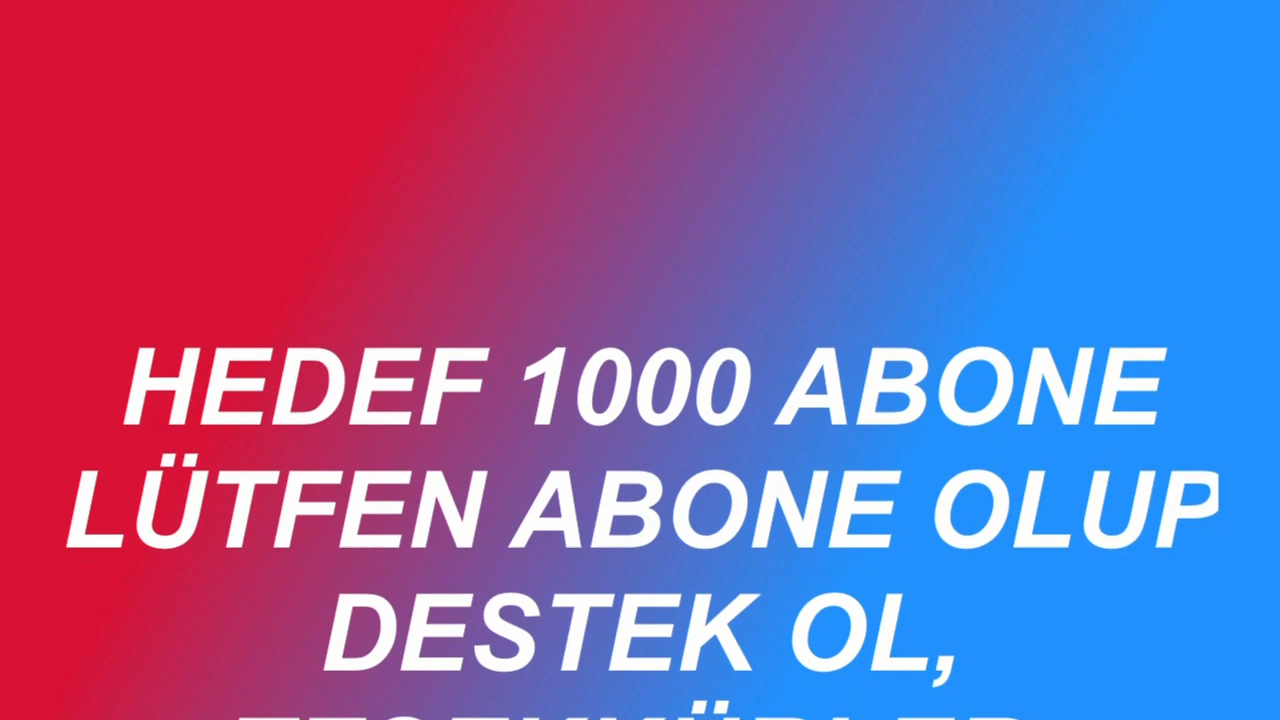 HEDEF 1000 ABONE
LÜTFEN ABONE OLUP
DESTEK OL,